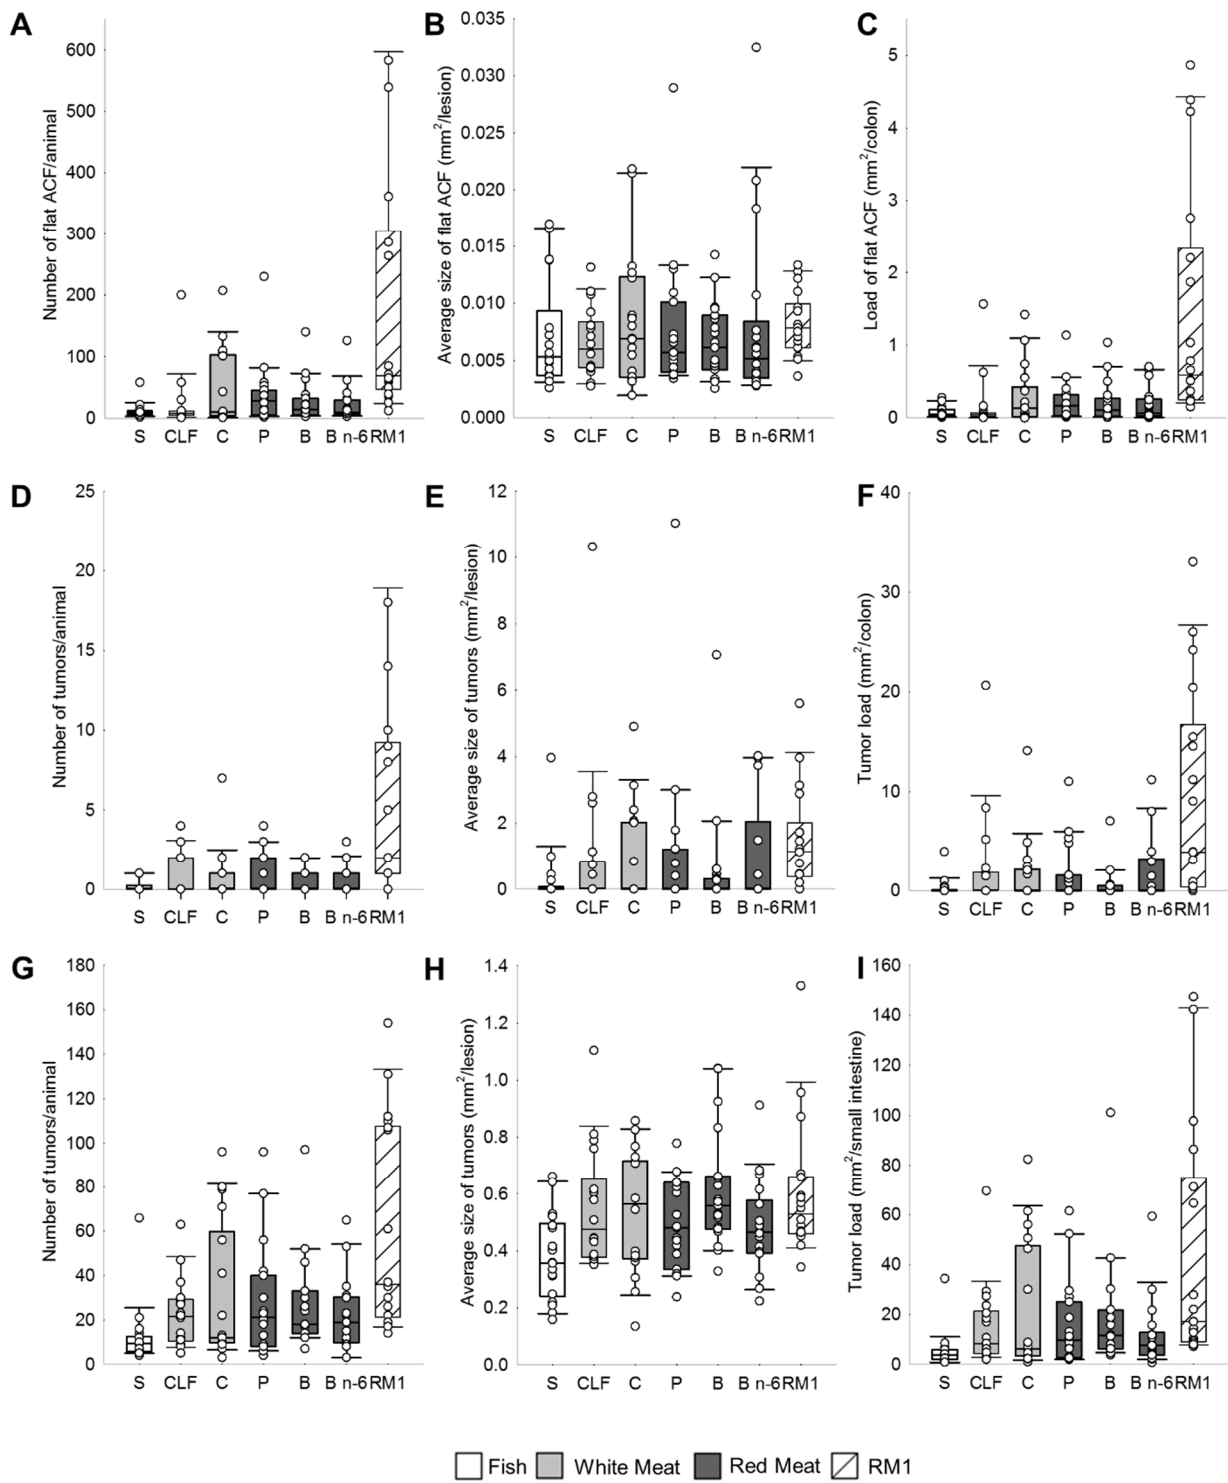 A
Number of flat ACF/animal
600
500
400
300
200
100
0
S CLF C P B B n-6 RM1
B
Average size of flat ACF (mm²/lesion)
0.035
0.030
0.025
0.020
0.015
0.010
0.005
0.000
S CLF C P B B n-6 RM1
C
Load of flat ACF (mm²/colon)
5
4
3
2
1
0
S CLF C P B B n-6 RM1
D
Number of tumors/animal
25
20
15
10
5
0
S CLF C P B B n-6 RM1
E
Average size of tumors (mm²/lesion)
12
10
8
6
4
2
0
S CLF C P B B n-6 RM1
F
Tumor load (mm²/colon)
40
30
20
10
0
S CLF C P B B n-6 RM1
G
Number of tumors/animal
180
160
140
120
100
80
60
40
20
0
S CLF C P B B n-6 RM1
H
Average size of tumors (mm²/lesion)
1.4
1.2
1.0
0.8
0.6
0.4
0.2
0.0
S CLF C P B B n-6 RM1
I
Tumor load (mm²/small intestine)
160
140
120
100
80
60
40
20
0
S CLF C P B B n-6 RM1
Fish White Meat Red Meat RM1